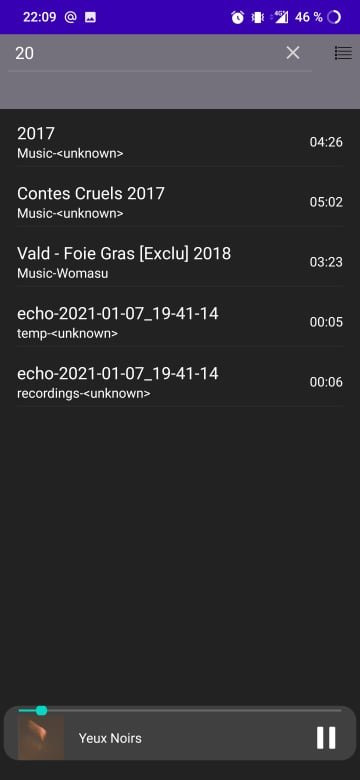 22:09 @ 4G 46 %
20
2017
Music-<unknown>
04:26
Contes Cruels 2017
Music-<unknown>
05:02
Vald - Foie Gras [Exclu] 2018
Music-Womasu
03:23
echo-2021-01-07_19-41-14
temp-<unknown>
00:05
echo-2021-01-07_19-41-14
recordings-<unknown>
00:06
Yeux Noirs